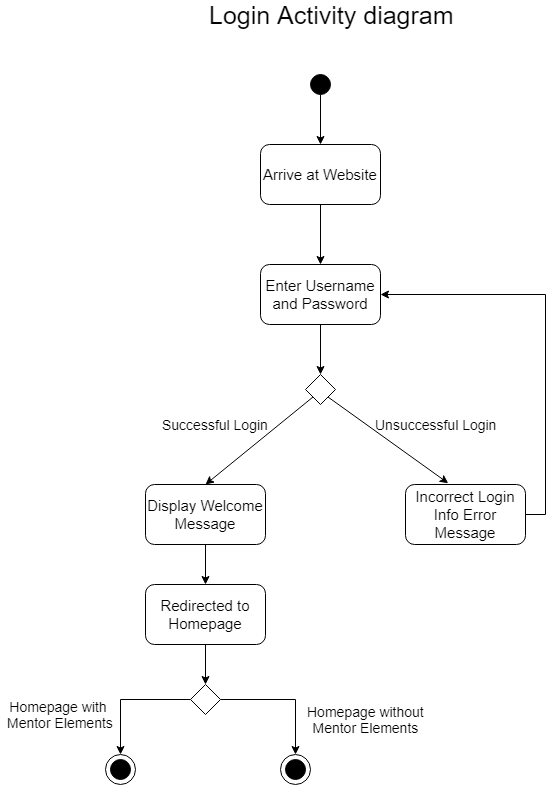 Login Activity diagram
Arrive at Website
Enter Username
and Password
Successful Login
Unsuccessful Login
Display Welcome
Message
Incorrect Login
Info Error
Message
Redirected to
Homepage
Homepage with
Mentor Elements
Homepage without
Mentor Elements